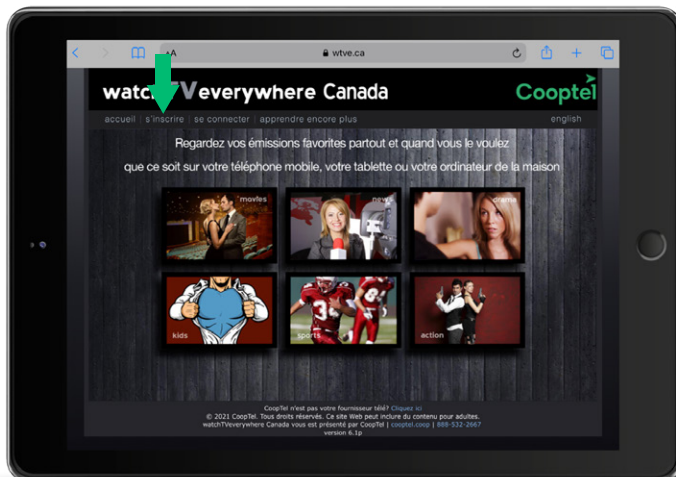 AA
wtve.ca
watchTVeverywhere Canada
Cooptel
accueil | s'inscrire | se connecter | apprendre encore plus
english
Regardez vos émissions favorites partout et quand vous le voulez
que ce soit sur votre téléphone mobile, votre tablette ou votre ordinateur de la maison
movies
news
drama
kids
sports
action
CoopTel n'est pas votre fournisseur télé? Cliquez ici
© 2021 CoopTel. Tous droits réservés. Ce site Web peut inclure du contenu pour adultes.
watchTVeverywhere Canada vous est présenté par CoopTel | cooptel.coop | 888-532-2667
version 6.1p